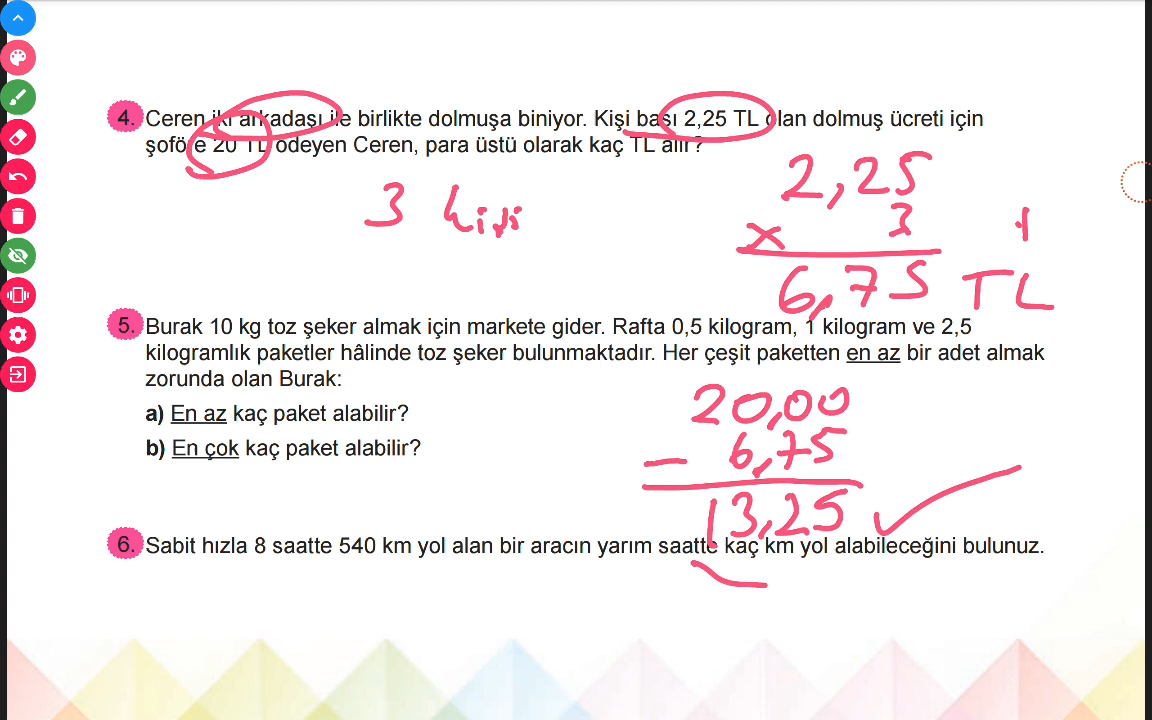 4. Ceren iki arkadaşı ile birlikte dolmuşa biniyor. Kişi başı 2,25 TL olan dolmuş ücreti için
şoföre 20 TL ödeyen Ceren, para üstü olarak kaç TL alır?
3 kişi
2,25
x 3
6,75 TL
1
5. Burak 10 kg toz şeker almak için markete gider. Rafta 0,5 kilogram, 1 kilogram ve 2,5
kilogramlık paketler hâlinde toz şeker bulunmaktadır. Her çeşit paketten en az bir adet almak
zorunda olan Burak:
a) En az kaç paket alabilir?
b) En çok kaç paket alabilir?
20,00
- 6,75
13,25
6. Sabit hızla 8 saatte 540 km yol alan bir aracın yarım saatte kaç km yol alabileceğini bulunuz.